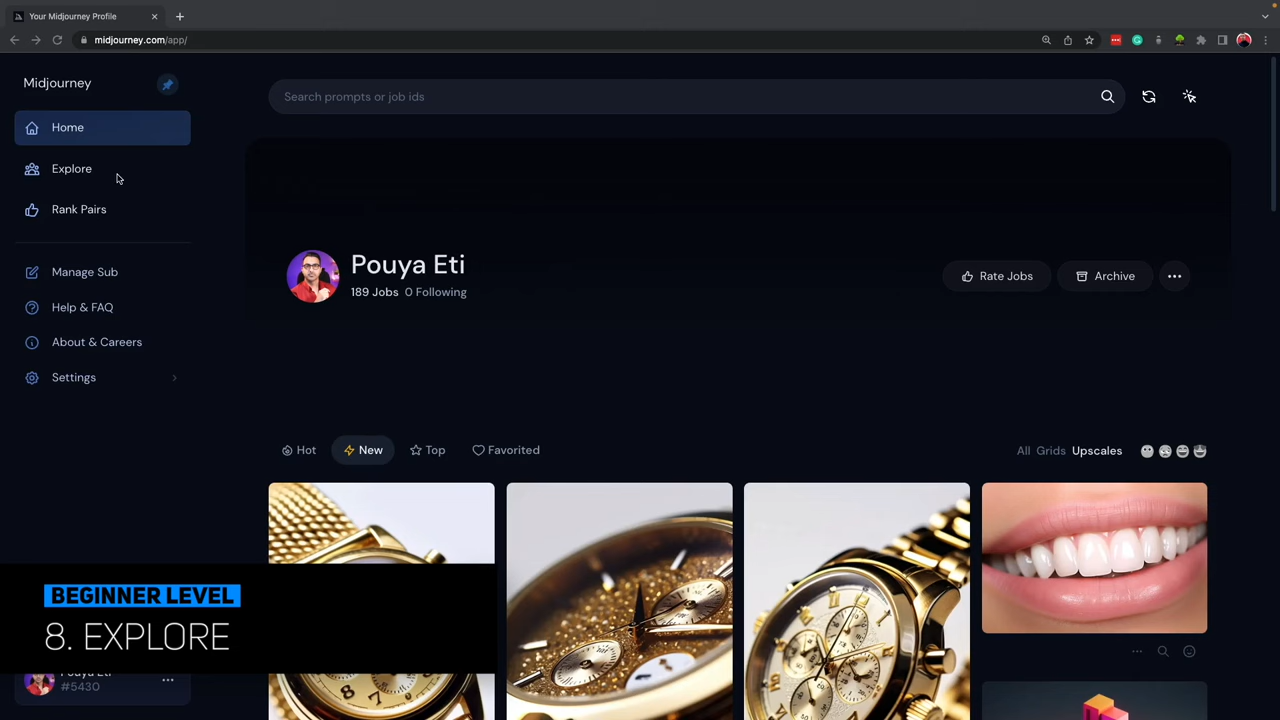 Your Midjourney Profile
midjourney.com/app/
Midjourney
Search prompts or job ids
Home
Explore
Rank Pairs
Manage Sub
Help & FAQ
About & Careers
Settings
Pouya Eti
189 Jobs 0 Following
Rate Jobs
Archive
Hot
New
Top
Favorited
All Grids Upscales
BEGINNER LEVEL
8. EXPLORE
Pouya Eti
#5430